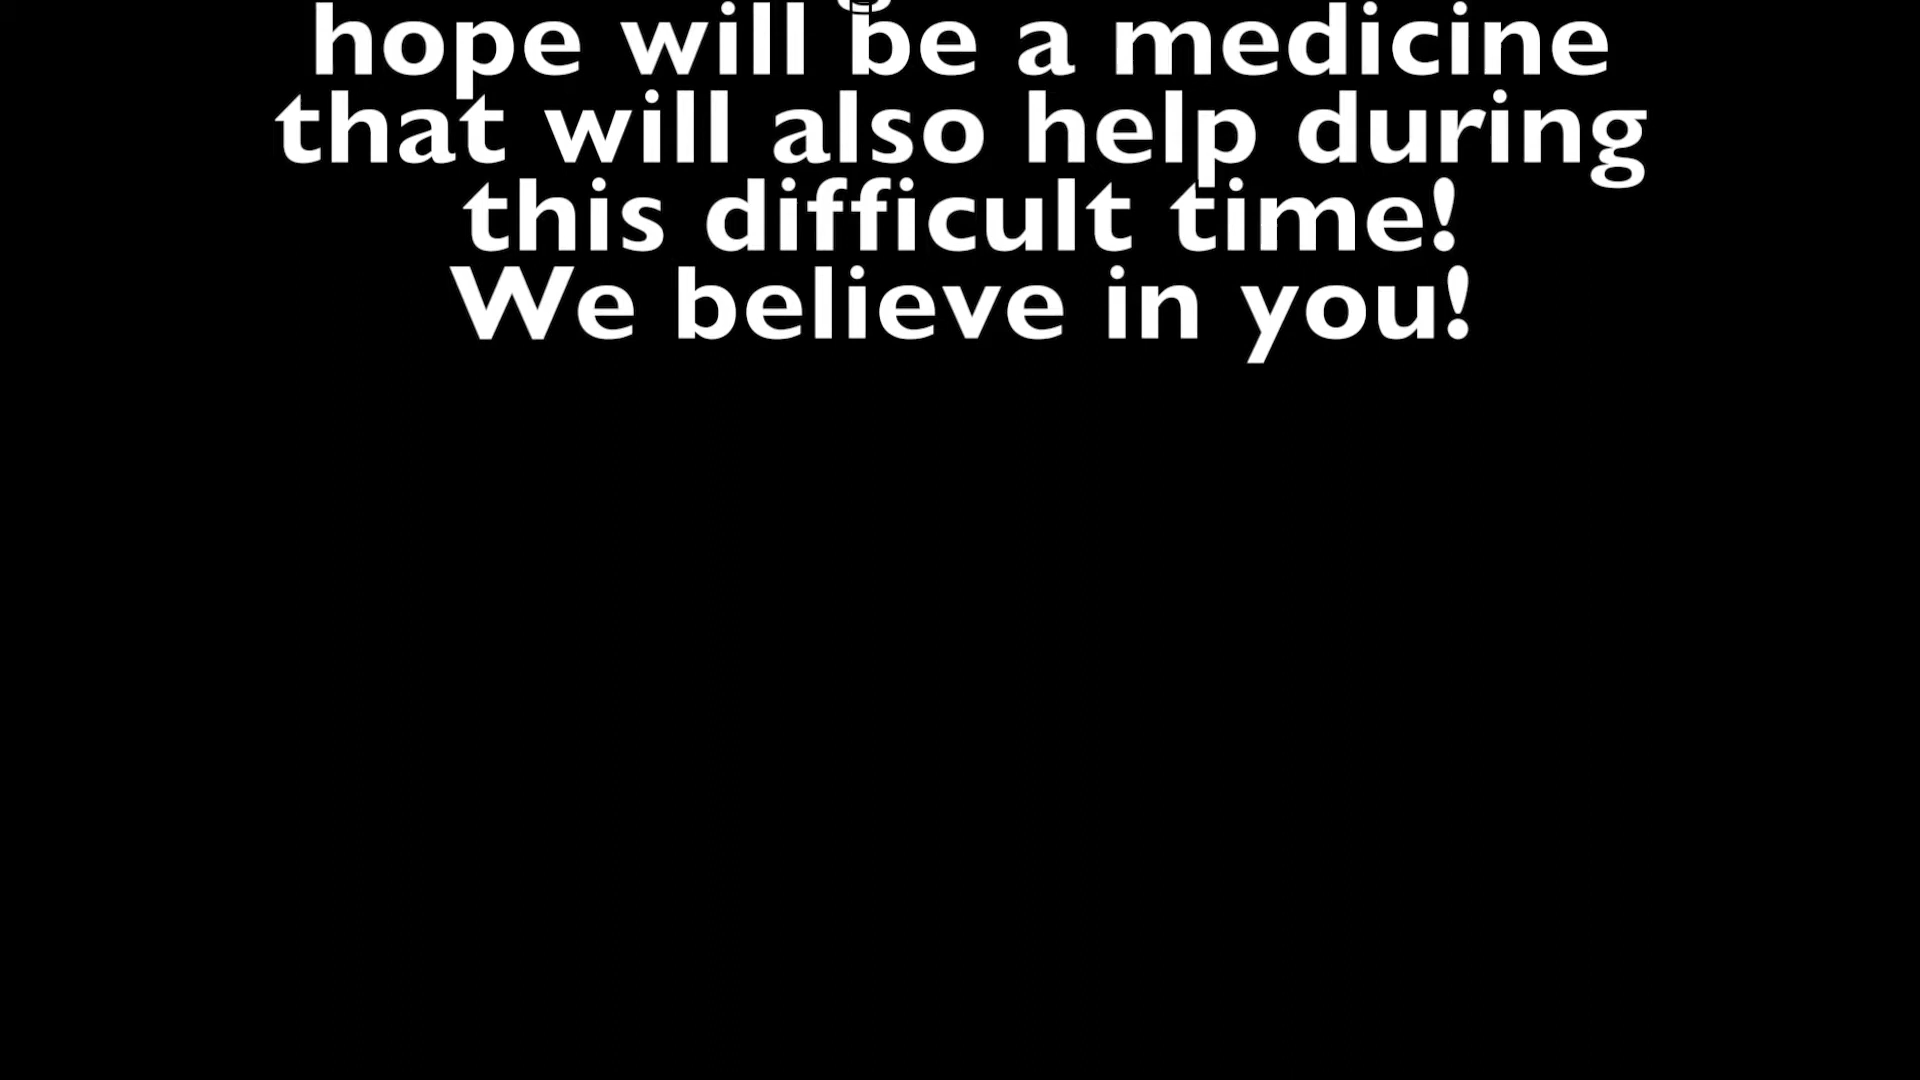 hope will be a medicine
that will also help during
this difficult time!
We believe in you!